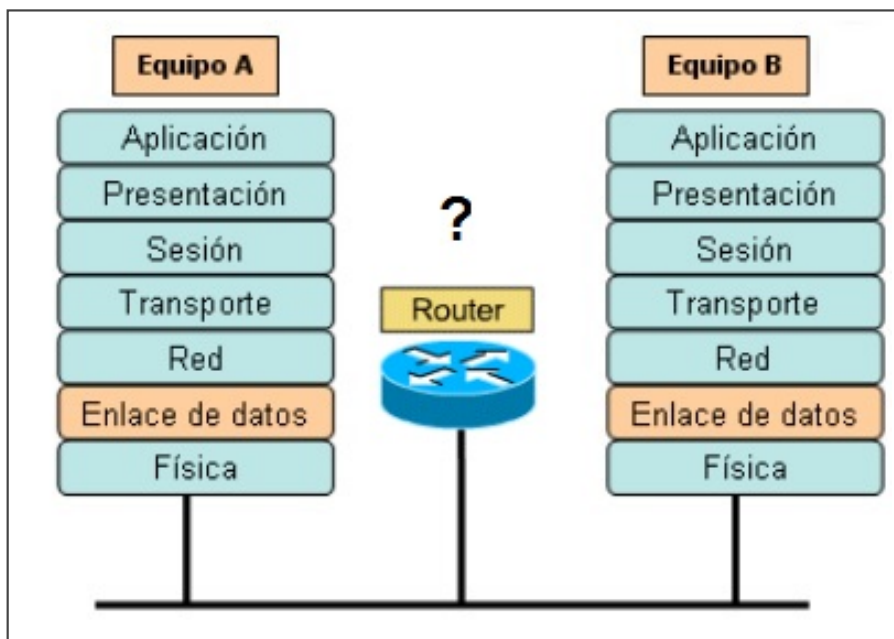 Equipo A
Aplicación
Presentación
Sesión
Transporte
Red
Enlace de datos
Física
?
Router
Equipo B
Aplicación
Presentación
Sesión
Transporte
Red
Enlace de datos
Física